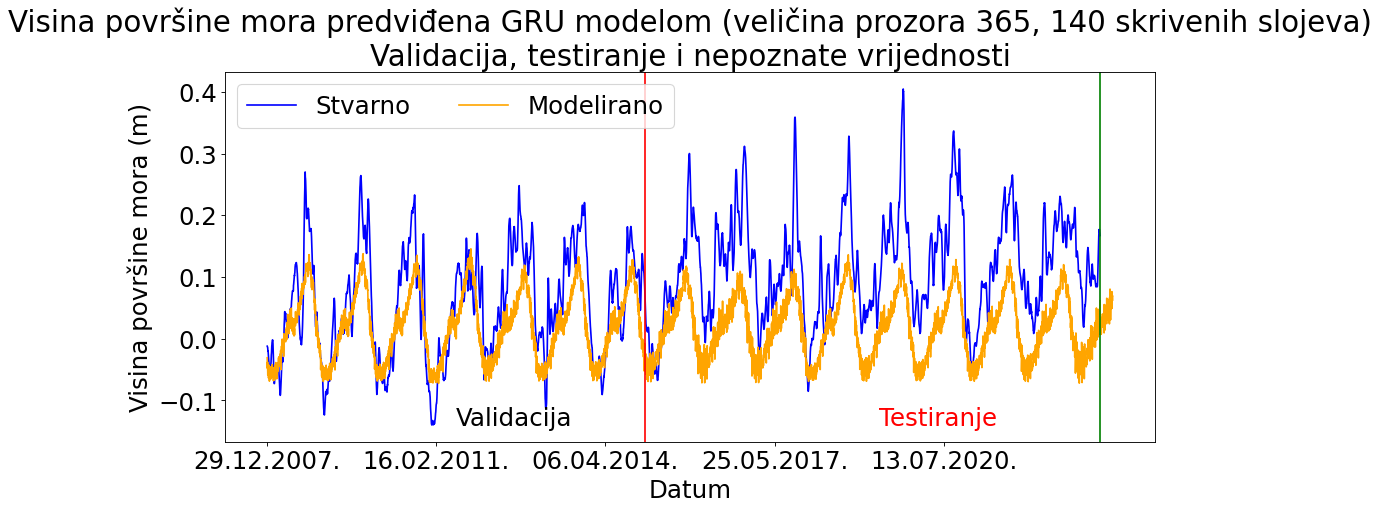 Visina površine mora predviđena GRU modelom (veličina prozora 365, 140 skrivenih slojeva)
Validacija, testiranje i nepoznate vrijednosti
Stvarno
Modelirano
Visina površine mora (m)
0.4
0.3
0.2
0.1
0.0
−0.1
Validacija
Testiranje
29.12.2007.
16.02.2011.
06.04.2014.
25.05.2017.
13.07.2020.
Datum